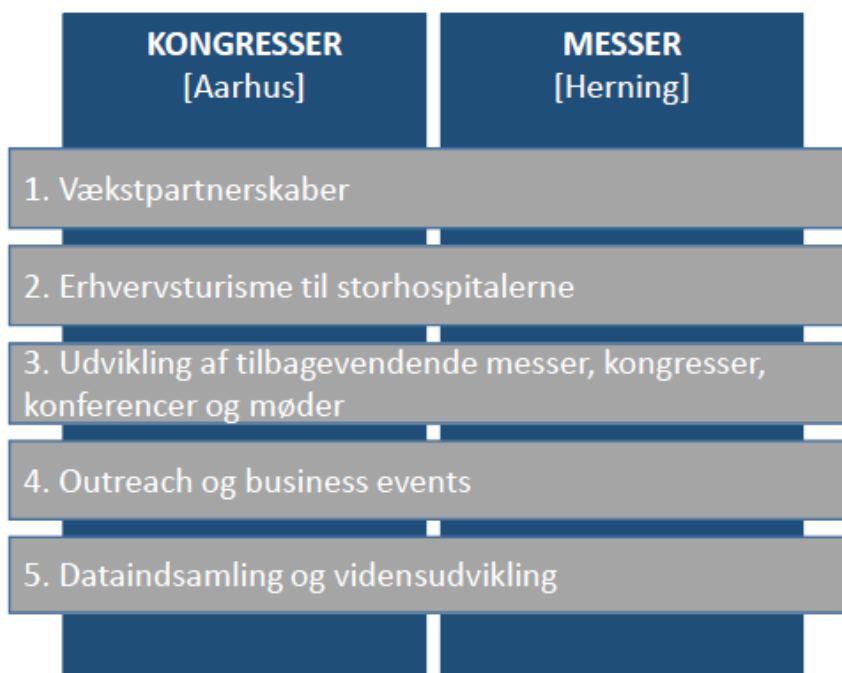 KONGRESSER
[Aarhus]
MESSER
[Herning]
1. Vækstpartnerskaber
2. Erhvervsturisme til storhospitalerne
3. Udvikling af tilbagevendende messer, kongresser,
konferencer og møder
4. Outreach og business events
5. Dataindsamling og vidensudvikling